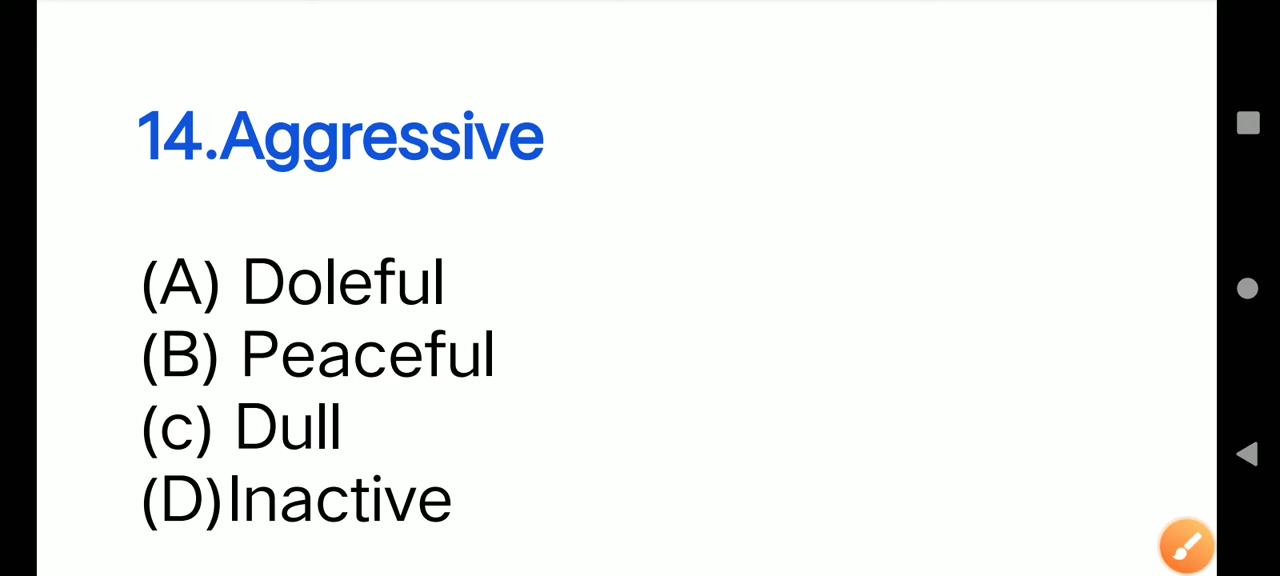 14.Aggressive
(A) Doleful
(B) Peaceful
(c) Dull
(D)Inactive